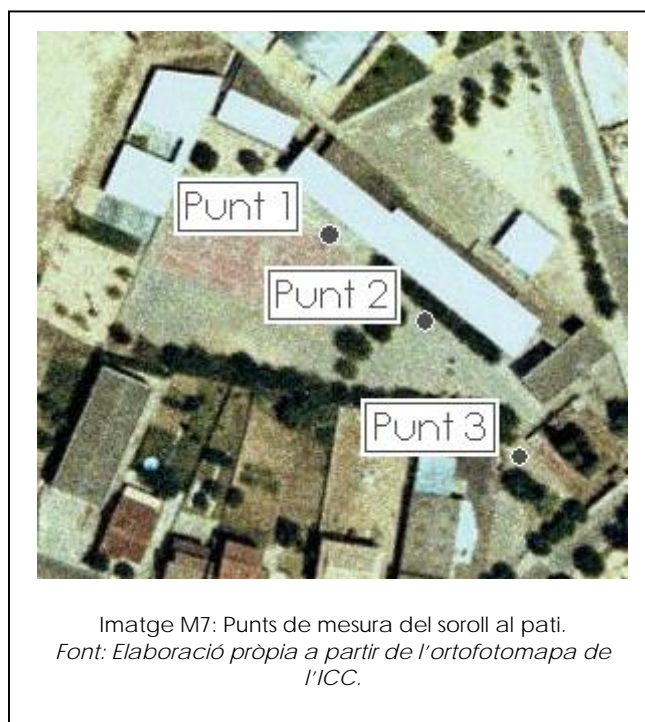 Punt 1
Punt 2
Punt 3
Imatge M7: Punts de mesura del soroll al pati.
Font: Elaboració pròpia a partir de l'ortofotomapa de
l'ICC.